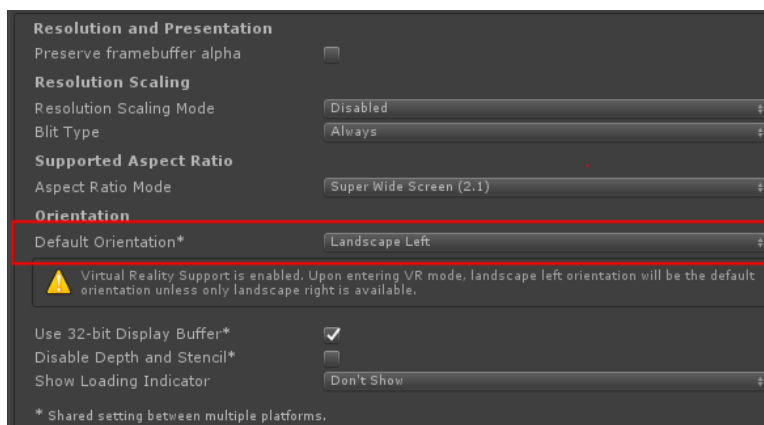 Resolution and Presentation
Preserve framebuffer alpha
Resolution Scaling
Resolution Scaling Mode Disabled
Blit Type Always
Supported Aspect Ratio
Aspect Ratio Mode Super Wide Screen (2.1)
Orientation
Default Orientation* Landscape Left
Virtual Reality Support is enabled. Upon entering VR mode, landscape left orientation will be the default
orientation unless only landscape right is available.
Use 32-bit Display Buffer*
Disable Depth and Stencil*
Show Loading Indicator Don't Show
* Shared setting between multiple platforms.